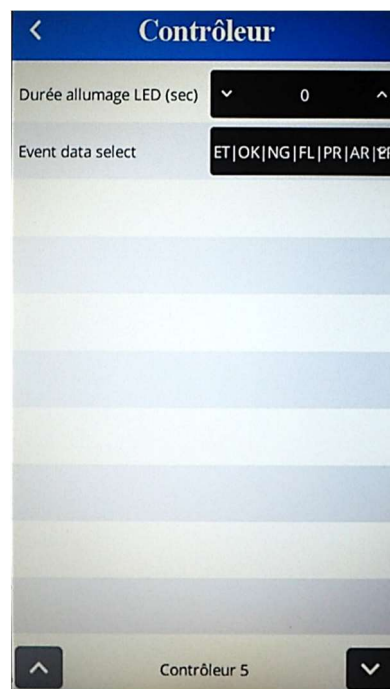 Contrôleur
Durée allumage LED (sec) 0
Event data select ET|OK|NG|FL|PR|AR|
Contrôleur 5